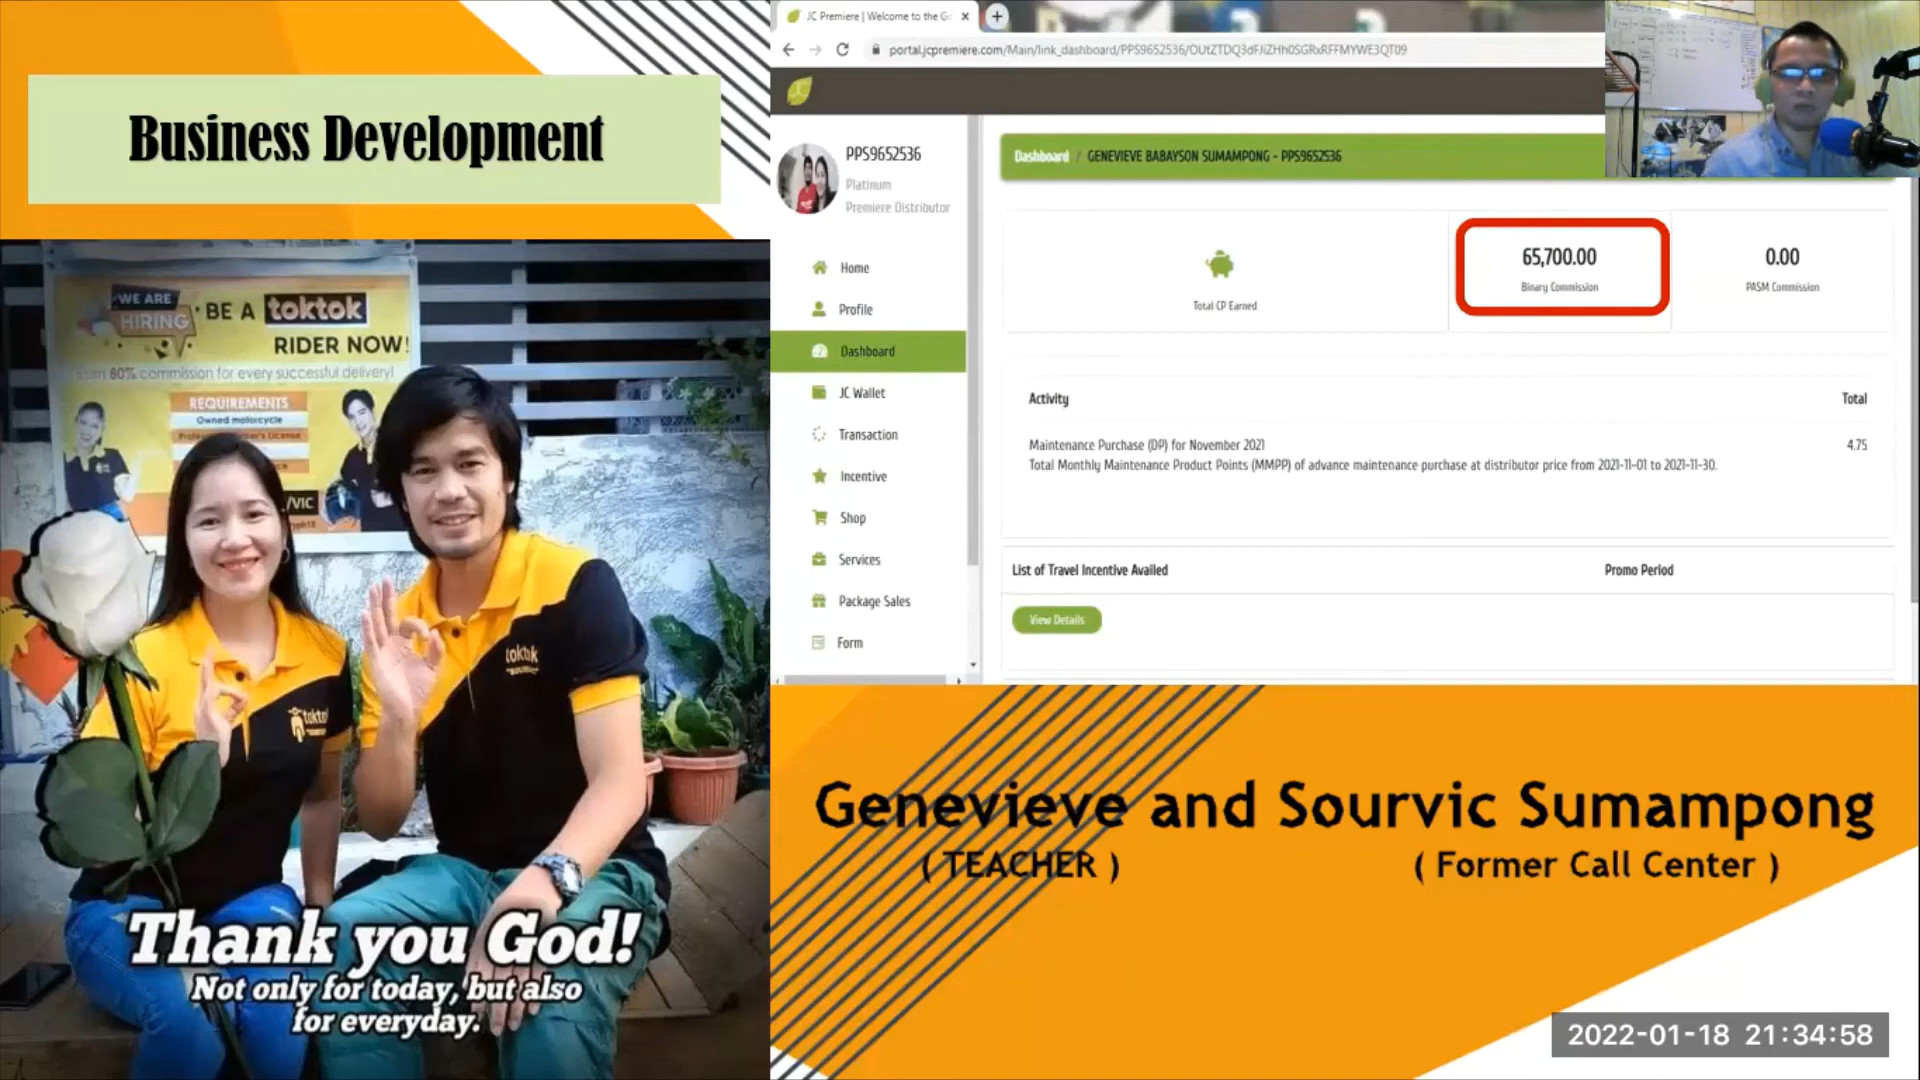 Business Development
WE ARE
HIRING
BE A toktok
RIDER NOW!
80% commission for every successful delivery!
REQUIREMENTS
Owned motorcycle
License
/VIC
toktok
toktok
Thank you God!
Not only for today, but also
for everyday.
JC Premiere | Welcome to the Go
portal.jcpremiere.com/Main/link_dashboard/PPS9652536/
PPS9652536
Platinum
Premiere Distributor
Home
Profile
Dashboard
JC Wallet
Transaction
Incentive
Shop
Services
Package Sales
Form
Dashboard / GENEVIEVE BABAYSON SUMAMPONG - PPS9652536
Total CP Earned
65,700.00
Binary Commission
0.00
PASM Commission
Activity Total
Maintenance Purchase (DP) for November 2021 4.75
Total Monthly Maintenance Product Points (MMPP) of advance maintenance purchase at distributor price from 2021-11-01 to 2021-11-30.
List of Travel Incentive Availed Promo Period
View Details
Genevieve and Sourvic Sumampong
( TEACHER ) ( Former Call Center )
2022-01-18 21:34:58